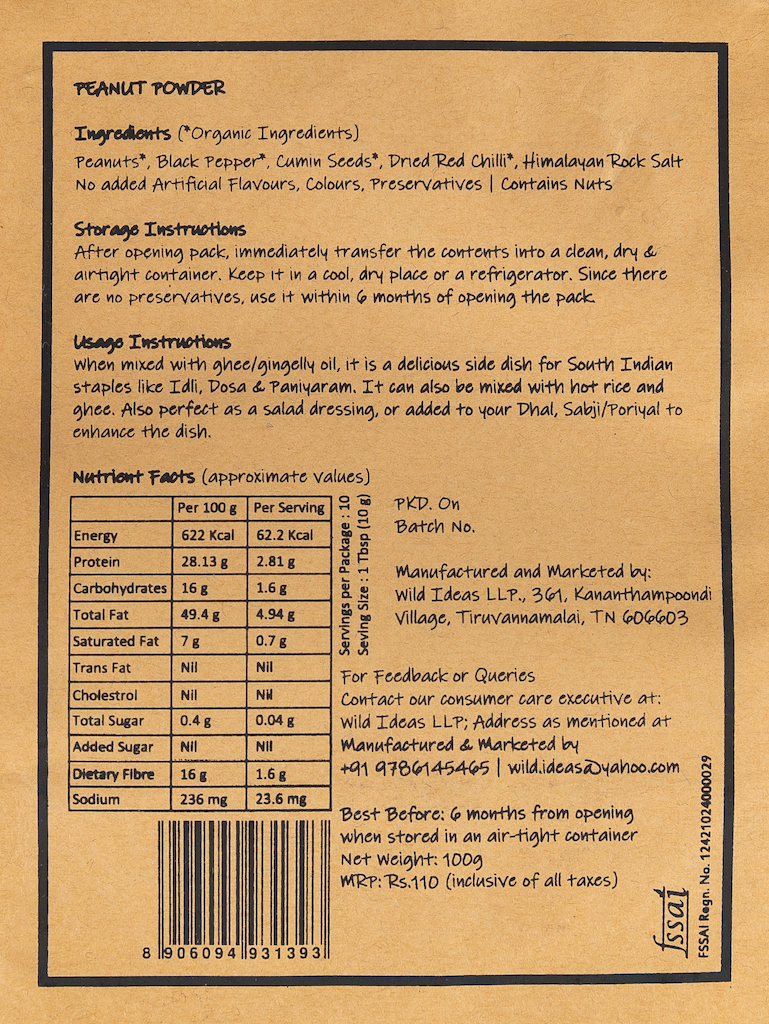 PEANUT POWDER
Ingredients (*Organic Ingredients)
Peanuts*, Black Pepper*, Cumin Seeds*, Dried Red Chilli*, Himalayan Rock Salt
No added Artificial Flavours, Colours, Preservatives | Contains Nuts
Storage Instructions
After opening pack, immediately transfer the contents into a clean, dry &
airtight container. Keep it in a cool, dry place or a refrigerator. Since there
are no preservatives, use it within 6 months of opening the pack.
Usage Instructions
When mixed with ghee/gingelly oil, it is a delicious side dish for South Indian
staples like Idli, Dosa & Paniyaram. It can also be mixed with hot rice and
ghee. Also perfect as a salad dressing, or added to your Dhal, Sabji/Poriyal to
enhance the dish.
Nutrient Facts (approximate values)
Per 100 g Per Serving
Energy 622 Kcal 62.2 Kcal
Protein 28.13 g 2.81 g
Carbohydrates 16 g 1.6 g
Total Fat 49.4 g 4.94 g
Saturated Fat 7 g 0.7 g
Trans Fat Nil Nil
Cholestrol Nil Nil
Total Sugar 0.4 g 0.04 g
Added Sugar Nil Nil
Dietary Fibre 16 g 1.6 g
Sodium 236 mg 23.6 mg
Servings per Package : 10
Seving Size : 1 Tbsp (10 g)
PKD. On
Batch No.
Manufactured and Marketed by:
Wild Ideas LLP., 361, Kananthampoondi
Village, Tiruvannamalai, TN 606603
For Feedback or Queries
Contact our consumer care executive at:
Wild Ideas LLP; Address as mentioned at
Manufactured & Marketed by
+91 9786145465 | wild.ideas@yahoo.com
Best Before: 6 months from opening
when stored in an air-tight container
Net Weight: 100g
MRP: Rs.110 (inclusive of all taxes)
8 906094 931393
fssai
FSSAI Regn. No. 12421024000029